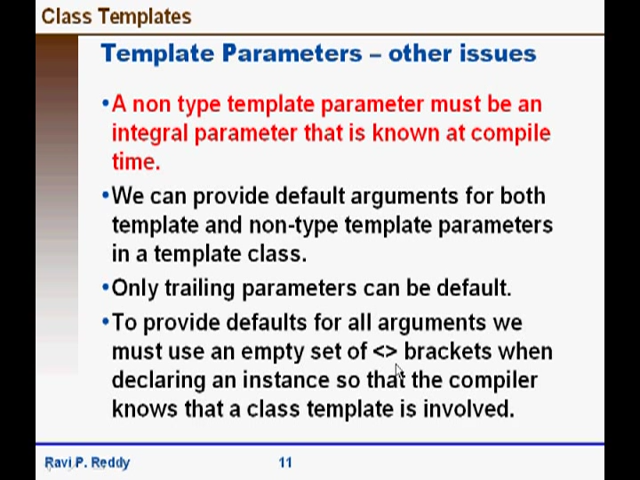 Class Templates
Template Parameters – other issues
•A non type template parameter must be an
integral parameter that is known at compile
time.
•We can provide default arguments for both
template and non-type template parameters
in a template class.
•Only trailing parameters can be default.
•To provide defaults for all arguments we
must use an empty set of <> brackets when
declaring an instance so that the compiler
knows that a class template is involved.
Ravi P. Reddy 11